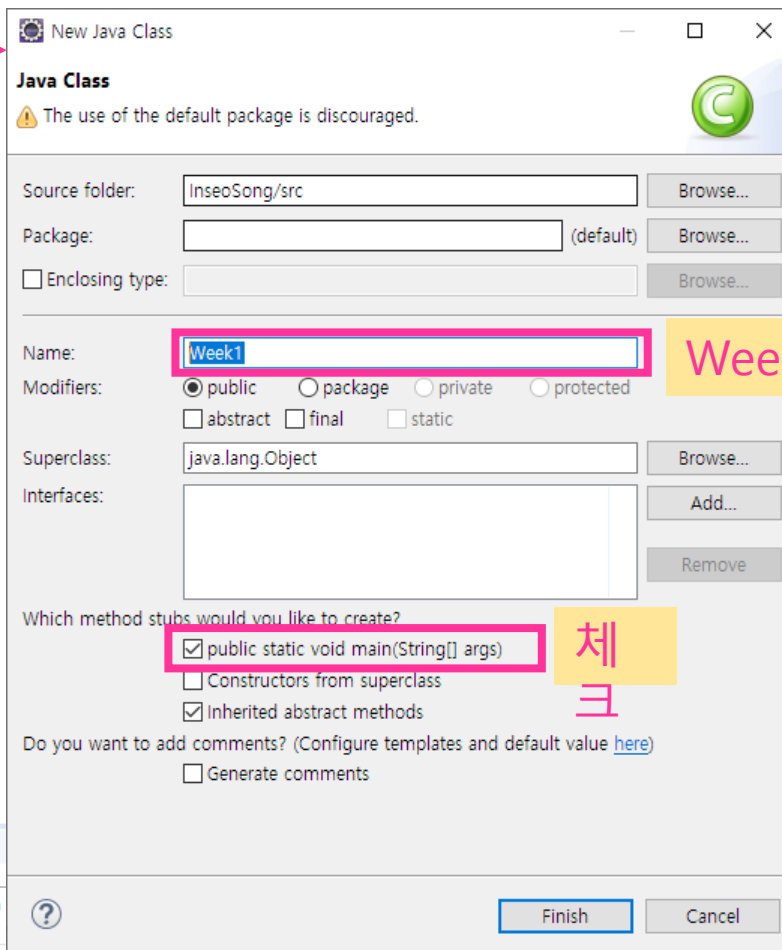 New Java Class
Java Class
The use of the default package is discouraged.
Source folder: InseoSong/src Browse...
Package: (default) Browse...
Enclosing type: Browse...
Name: Week1 Wee
Modifiers: public package private protected
abstract final static
Superclass: java.lang.Object Browse...
Interfaces: Add...
Remove
Which method stubs would you like to create?
public static void main(String[] args) 체
크
Constructors from superclass
Inherited abstract methods
Do you want to add comments? (Configure templates and default value here)
Generate comments
Finish Cancel